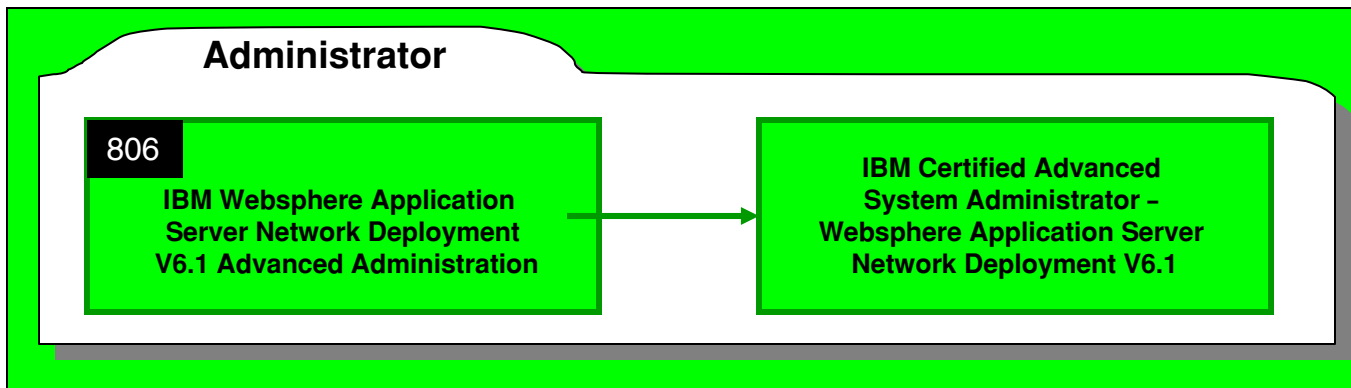 Administrator
806
IBM Websphere Application
Server Network Deployment
V6.1 Advanced Administration
IBM Certified Advanced
System Administrator –
Websphere Application Server
Network Deployment V6.1